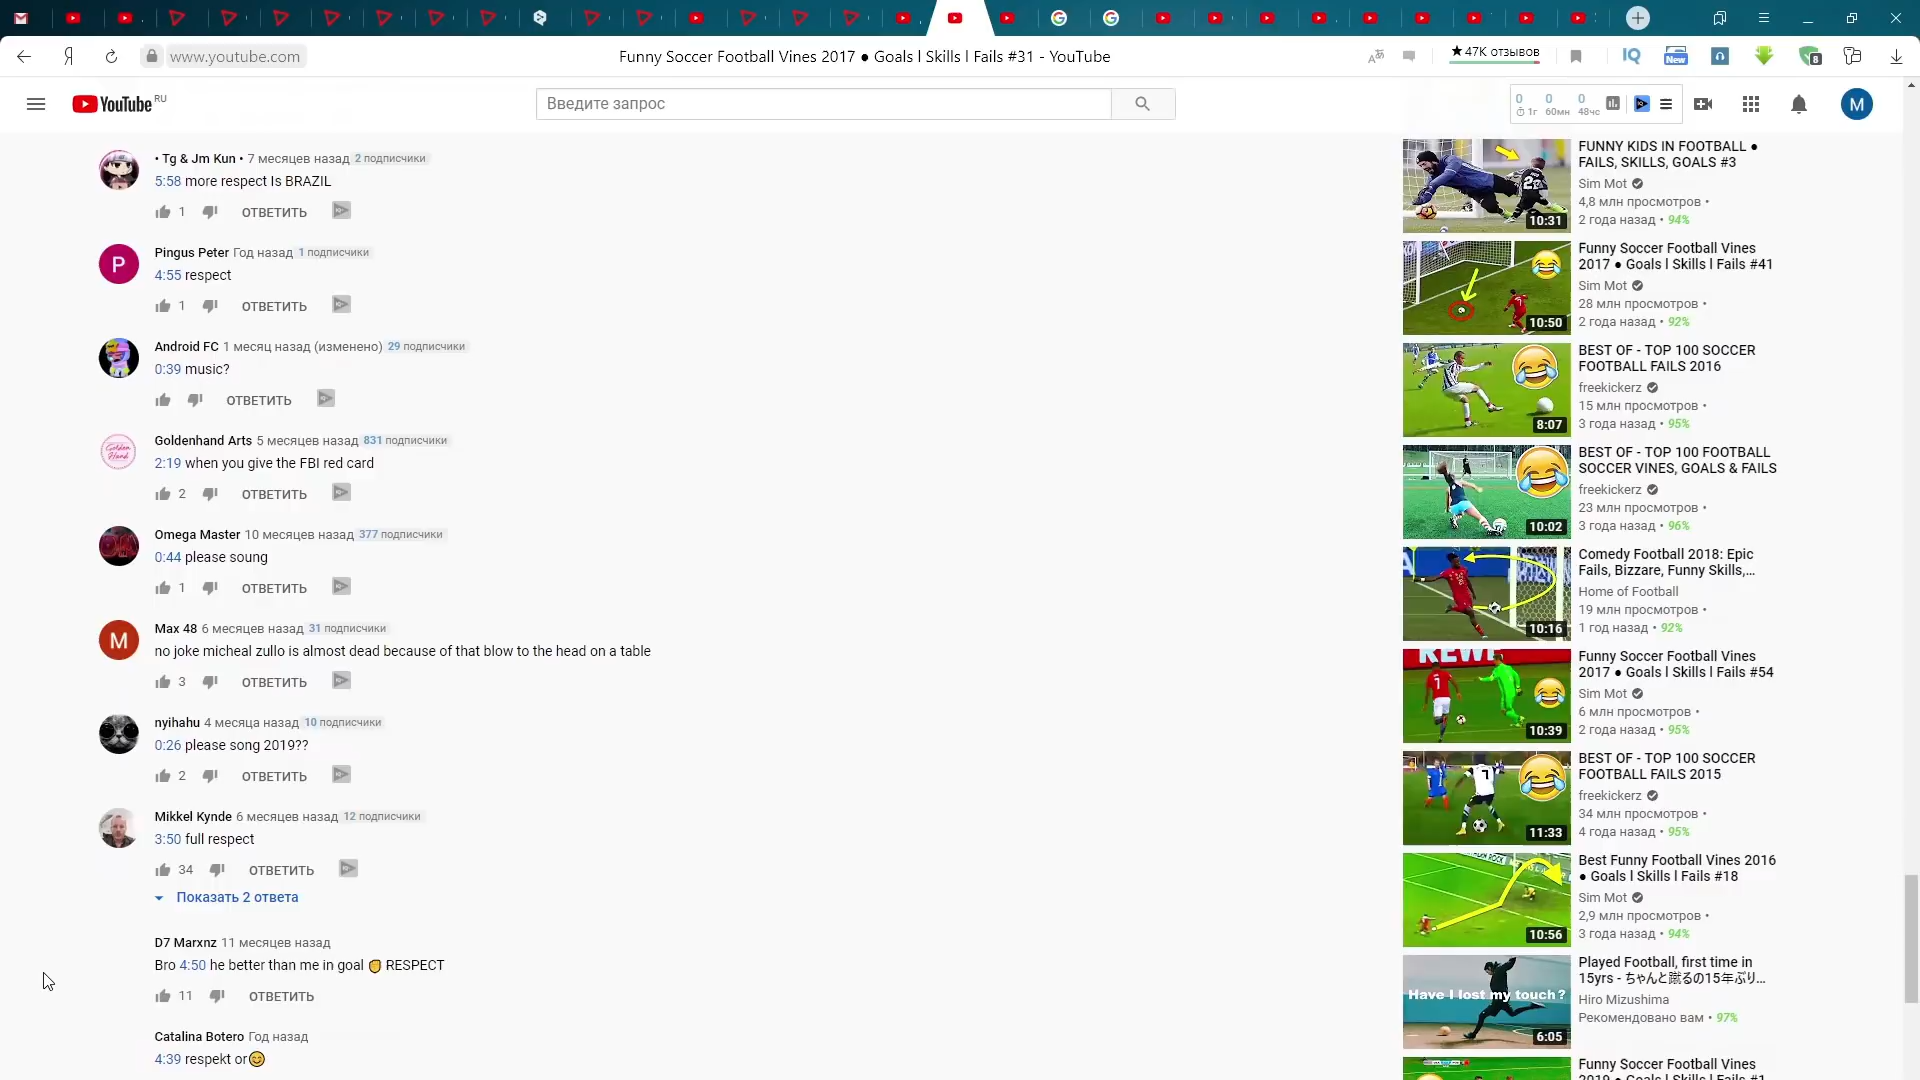 www.youtube.com
Funny Soccer Football Vines 2017 ● Goals l Skills l Fails #31 - YouTube
★47K отзывов
IQ
New
8
YouTube RU
Введите запрос
0 0 0
1г 60мн 48чс
M
• Tg & Jm Kun • 7 месяцев назад 2 подписчики
5:58 more respect Is BRAZIL
1 ОТВЕТИТЬ
P
Pingus Peter Год назад 1 подписчики
4:55 respect
1 ОТВЕТИТЬ
Android FC 1 месяц назад (изменено) 29 подписчики
0:39 music?
ОТВЕТИТЬ
Goldenhand Arts 5 месяцев назад 831 подписчики
2:19 when you give the FBI red card
2 ОТВЕТИТЬ
Omega Master 10 месяцев назад 377 подписчики
0:44 please soung
1 ОТВЕТИТЬ
M
Max 48 6 месяцев назад 31 подписчики
no joke micheal zullo is almost dead because of that blow to the head on a table
3 ОТВЕТИТЬ
nyihahu 4 месяца назад 10 подписчики
0:26 please song 2019??
2 ОТВЕТИТЬ
Mikkel Kynde 6 месяцев назад 12 подписчики
3:50 full respect
34 ОТВЕТИТЬ
Показать 2 ответа
D7 Marxnz 11 месяцев назад
Bro 4:50 he better than me in goal ✊ RESPECT
11 ОТВЕТИТЬ
Catalina Botero Год назад
4:39 respekt or😊
22
10:31
FUNNY KIDS IN FOOTBALL ●
FAILS, SKILLS, GOALS #3
Sim Mot
4,8 млн просмотров •
2 года назад • 94%
10:50
Funny Soccer Football Vines
2017 ● Goals l Skills l Fails #41
Sim Mot
28 млн просмотров •
2 года назад • 92%
8:07
BEST OF - TOP 100 SOCCER
FOOTBALL FAILS 2016
freekickerz
15 млн просмотров •
3 года назад • 95%
10:02
BEST OF - TOP 100 FOOTBALL
SOCCER VINES, GOALS & FAILS
freekickerz
23 млн просмотров •
3 года назад • 96%
10:16
Comedy Football 2018: Epic
Fails, Bizzare, Funny Skills,...
Home of Football
19 млн просмотров •
1 год назад • 92%
REWE
7
10:39
Funny Soccer Football Vines
2017 ● Goals l Skills l Fails #54
Sim Mot
6 млн просмотров •
2 года назад • 95%
7
11:33
BEST OF - TOP 100 SOCCER
FOOTBALL FAILS 2015
freekickerz
34 млн просмотров •
4 года назад • 95%
10:56
Best Funny Football Vines 2016
● Goals l Skills l Fails #18
Sim Mot
2,9 млн просмотров •
3 года назад • 94%
Have I lost my touch?
6:05
Played Football, first time in
15yrs - ちゃんと蹴るの15年ぶり...
Hiro Mizushima
Рекомендовано вам • 97%
Funny Soccer Football Vines
2019 ● Goals l Skills l Fails #1